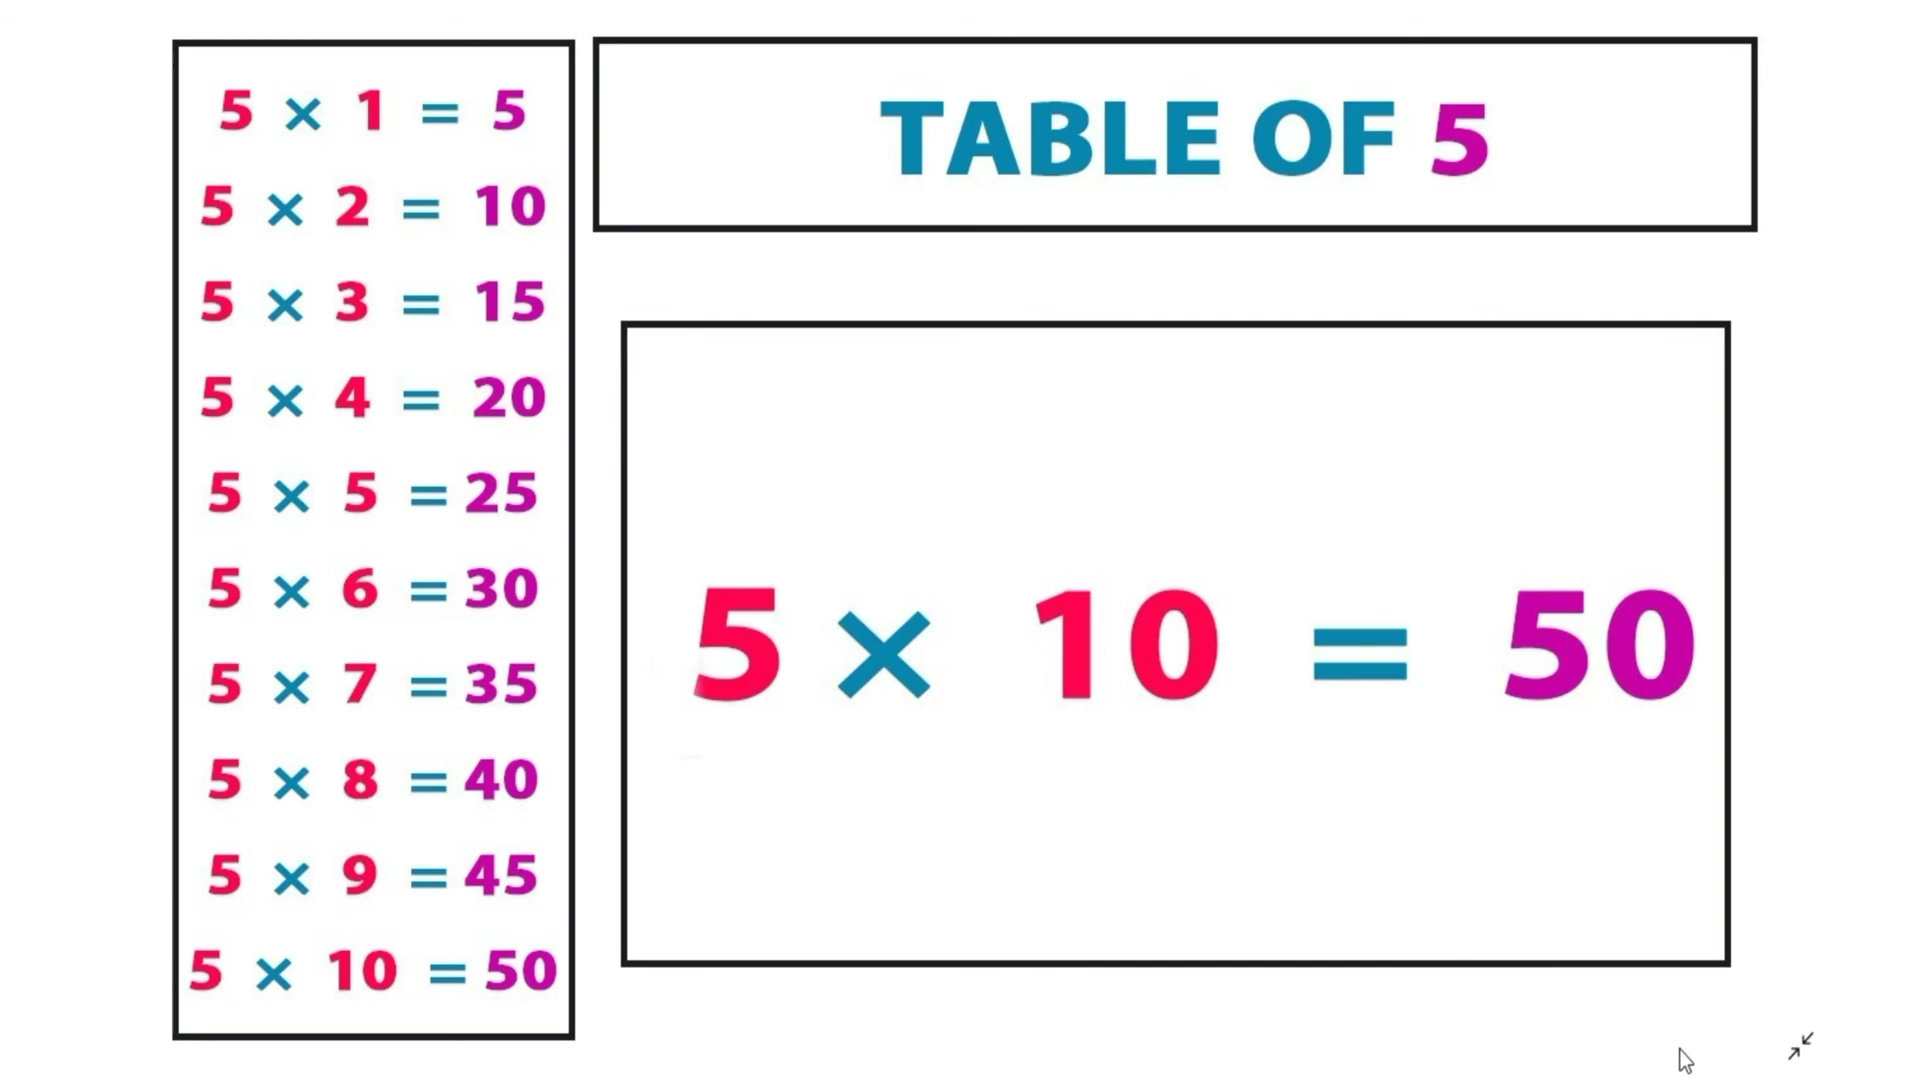 5 × 1 = 5
5 × 2 = 10
5 × 3 = 15
5 × 4 = 20
5 × 5 = 25
5 × 6 = 30
5 × 7 = 35
5 × 8 = 40
5 × 9 = 45
5 × 10 = 50
TABLE OF 5
5 × 10 = 50